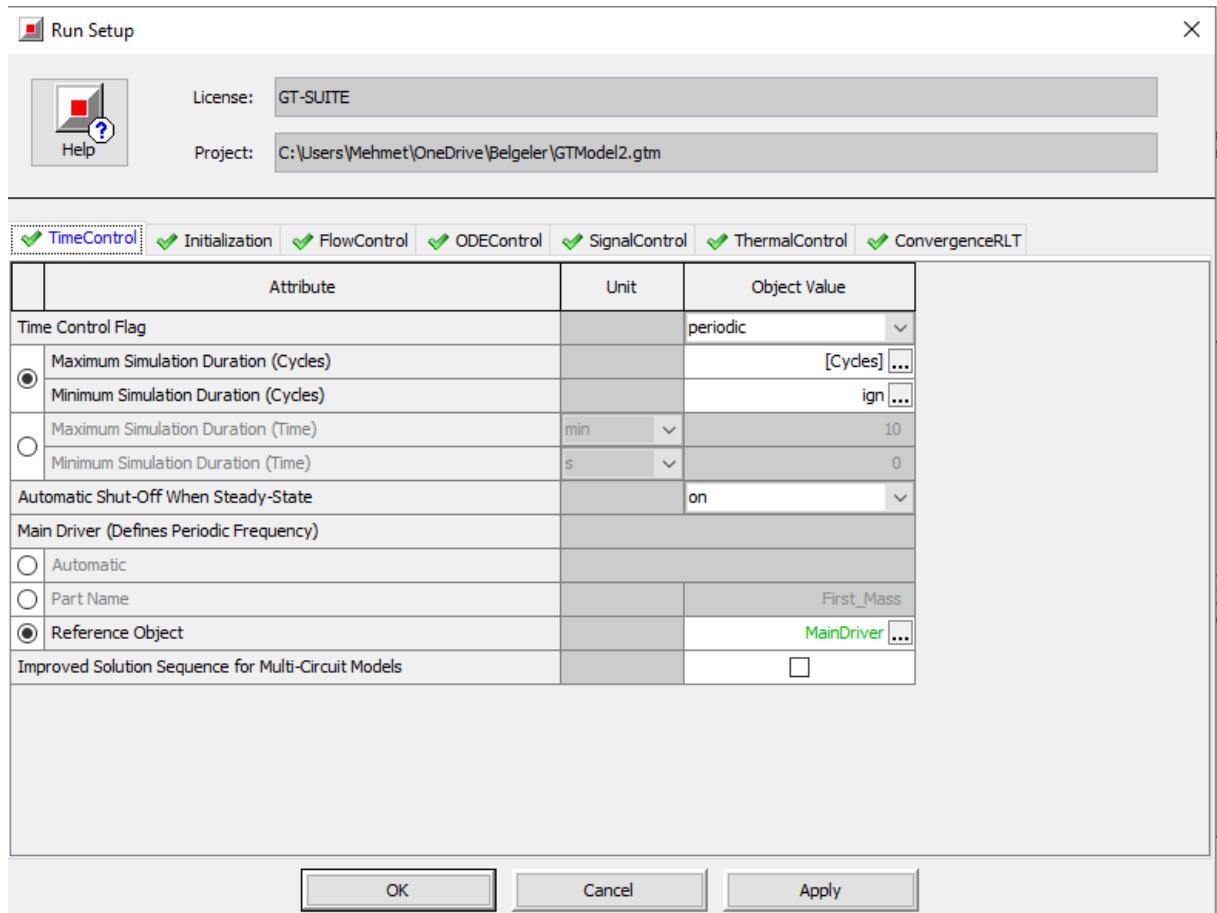 Run Setup
Help
License: GT-SUITE
Project: C:\Users\Mehmet\OneDrive\Belgeler\GTModel2.gtm
TimeControl Initialization FlowControl ODEControl SignalControl ThermalControl ConvergenceRLT
Attribute Unit Object Value
Time Control Flag periodic
Maximum Simulation Duration (Cycles) [Cycles] ...
Minimum Simulation Duration (Cycles) ign ...
Maximum Simulation Duration (Time) min 10
Minimum Simulation Duration (Time) s 0
Automatic Shut-Off When Steady-State on
Main Driver (Defines Periodic Frequency)
Automatic
Part Name First_Mass
Reference Object MainDriver ...
Improved Solution Sequence for Multi-Circuit Models
OK Cancel Apply